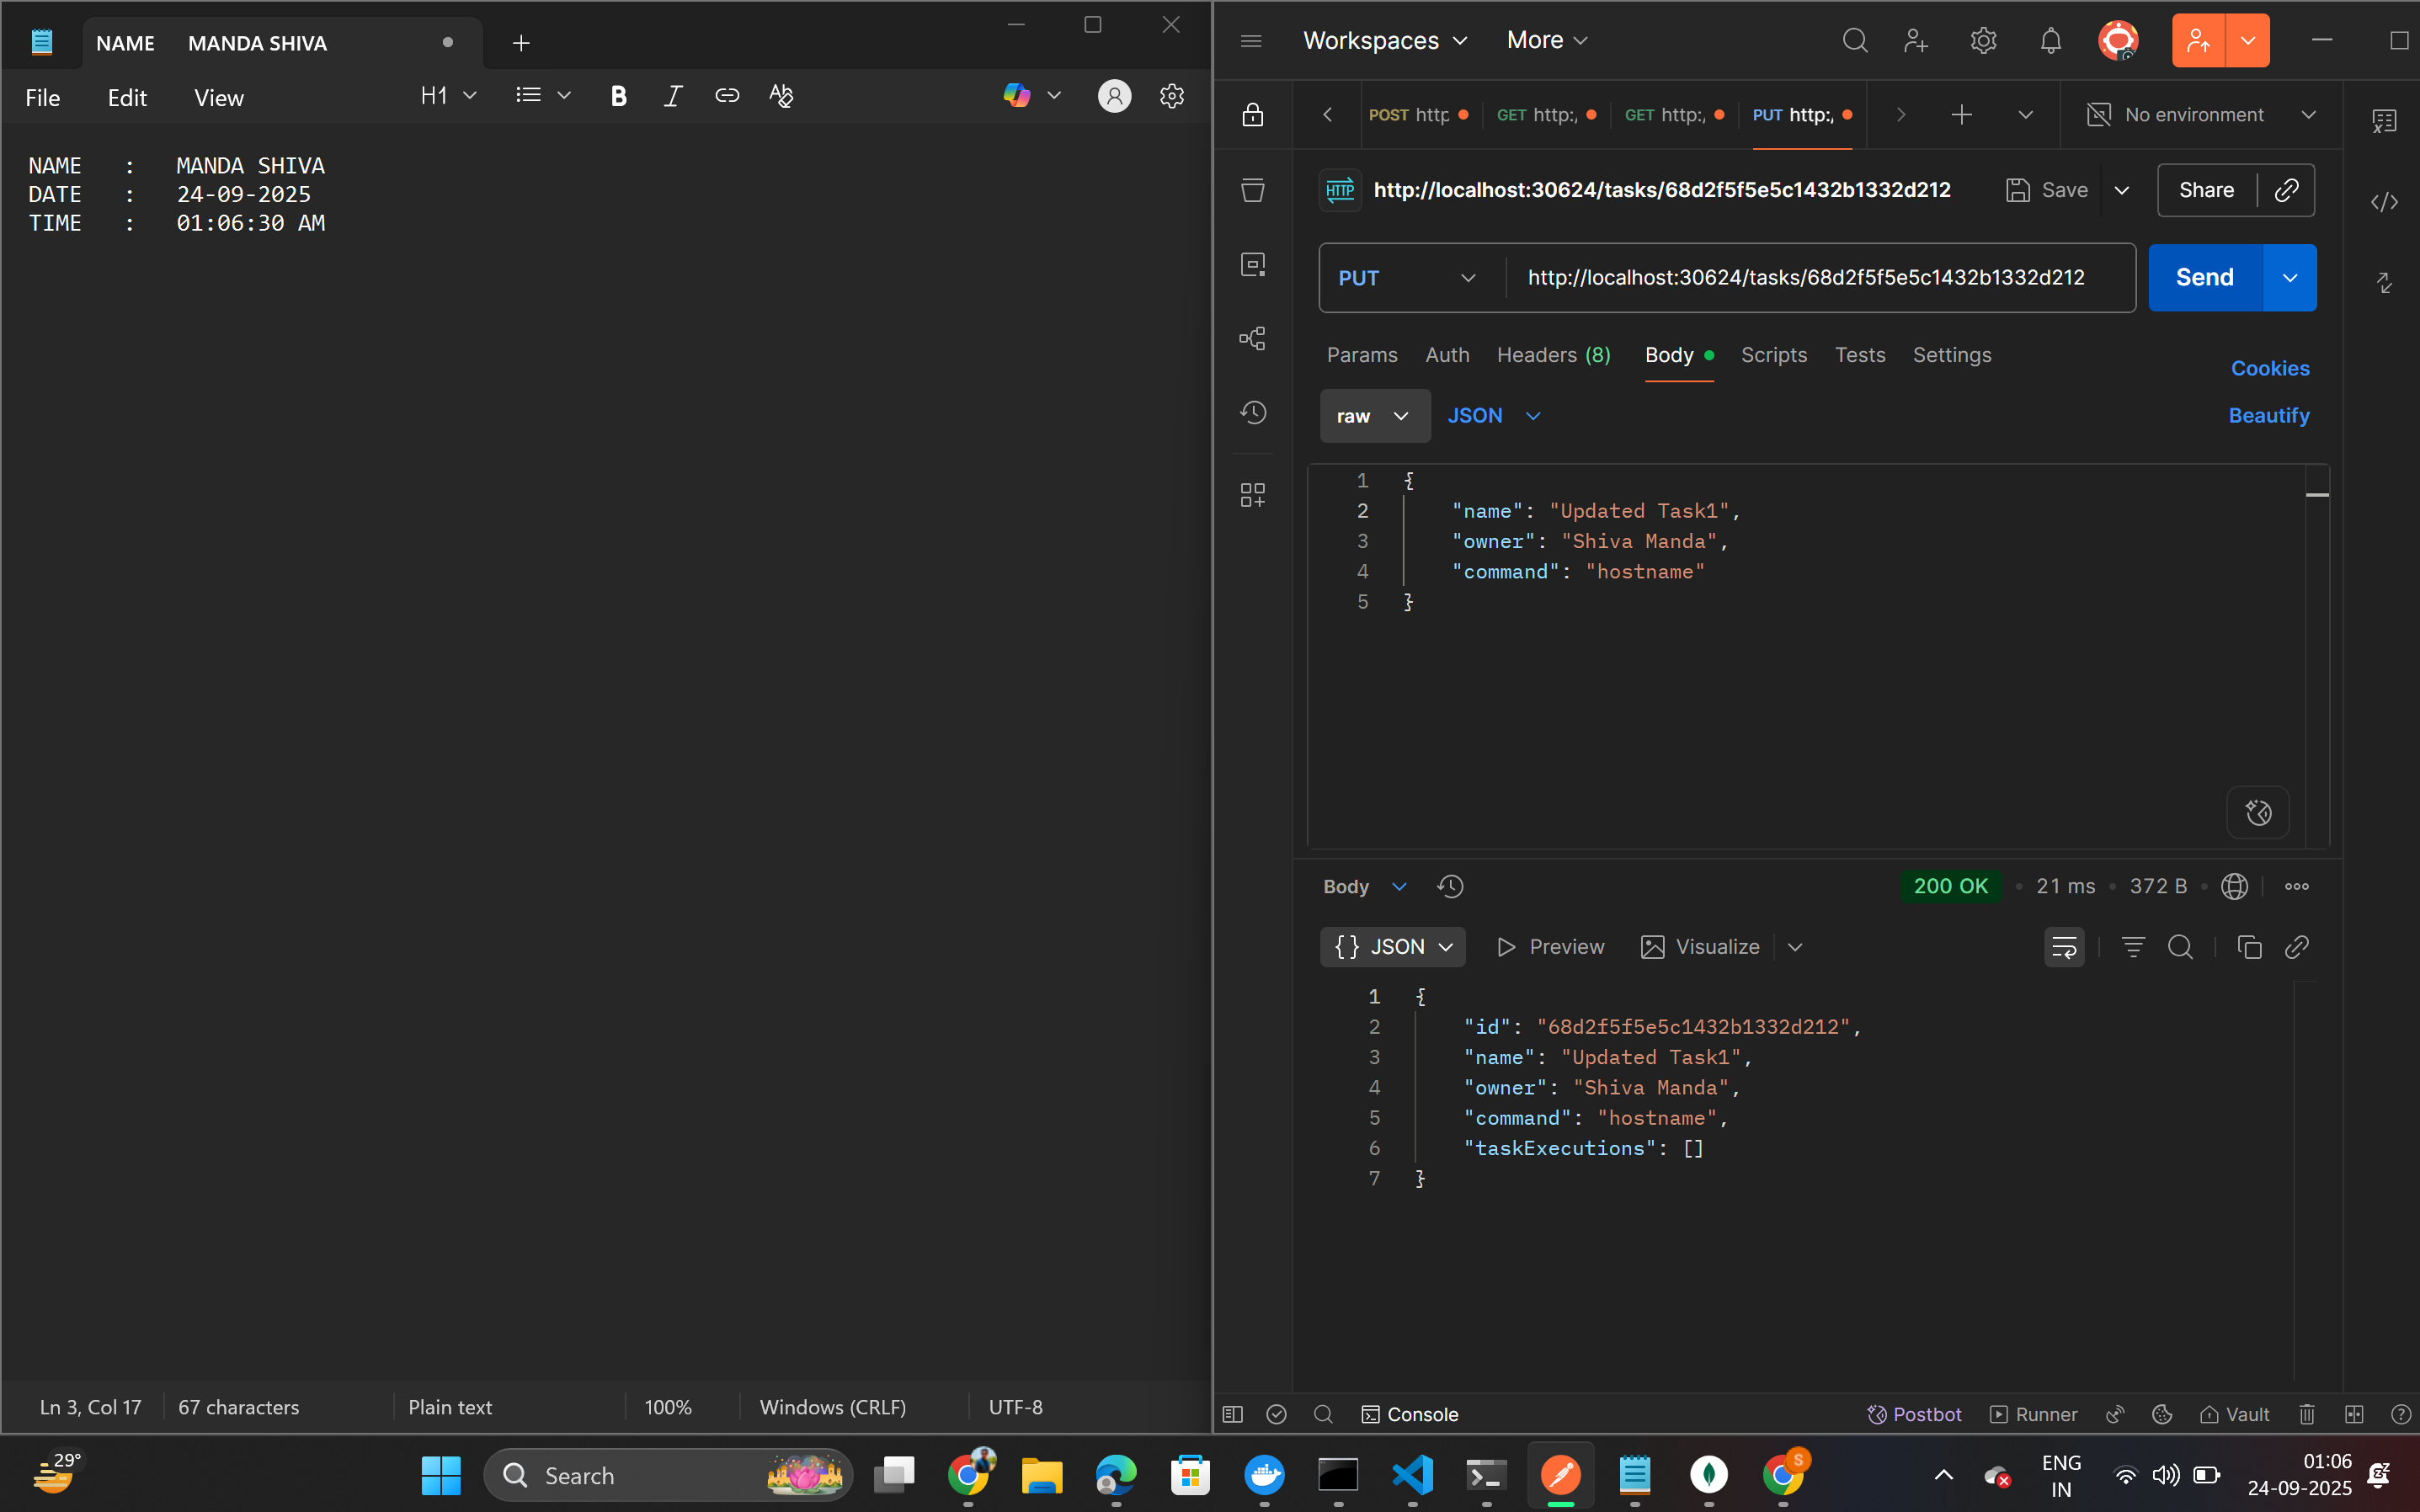 NAME MANDA SHIVA
File Edit View H1 B I
NAME : MANDA SHIVA
DATE : 24-09-2025
TIME : 01:06:30 AM
Ln 3, Col 17 67 characters Plain text 100% Windows (CRLF) UTF-8
Workspaces More
POST http GET http:/ GET http:/ PUT http:/ No environment
HTTP http://localhost:30624/tasks/68d2f5f5e5c1432b1332d212 Save Share
PUT http://localhost:30624/tasks/68d2f5f5e5c1432b1332d212 Send
Params Auth Headers (8) Body Scripts Tests Settings
Cookies
raw JSON Beautify
1 {
2 "name": "Updated Task1",
3 "owner": "Shiva Manda",
4 "command": "hostname"
5 }
Body 200 OK • 21 ms • 372 B •
{} JSON Preview Visualize
1 {
2 "id": "68d2f5f5e5c1432b1332d212",
3 "name": "Updated Task1",
4 "owner": "Shiva Manda",
5 "command": "hostname",
6 "taskExecutions": []
7 }
Console Postbot Runner Vault
29° Search S ENG 01:06
IN 24-09-2025